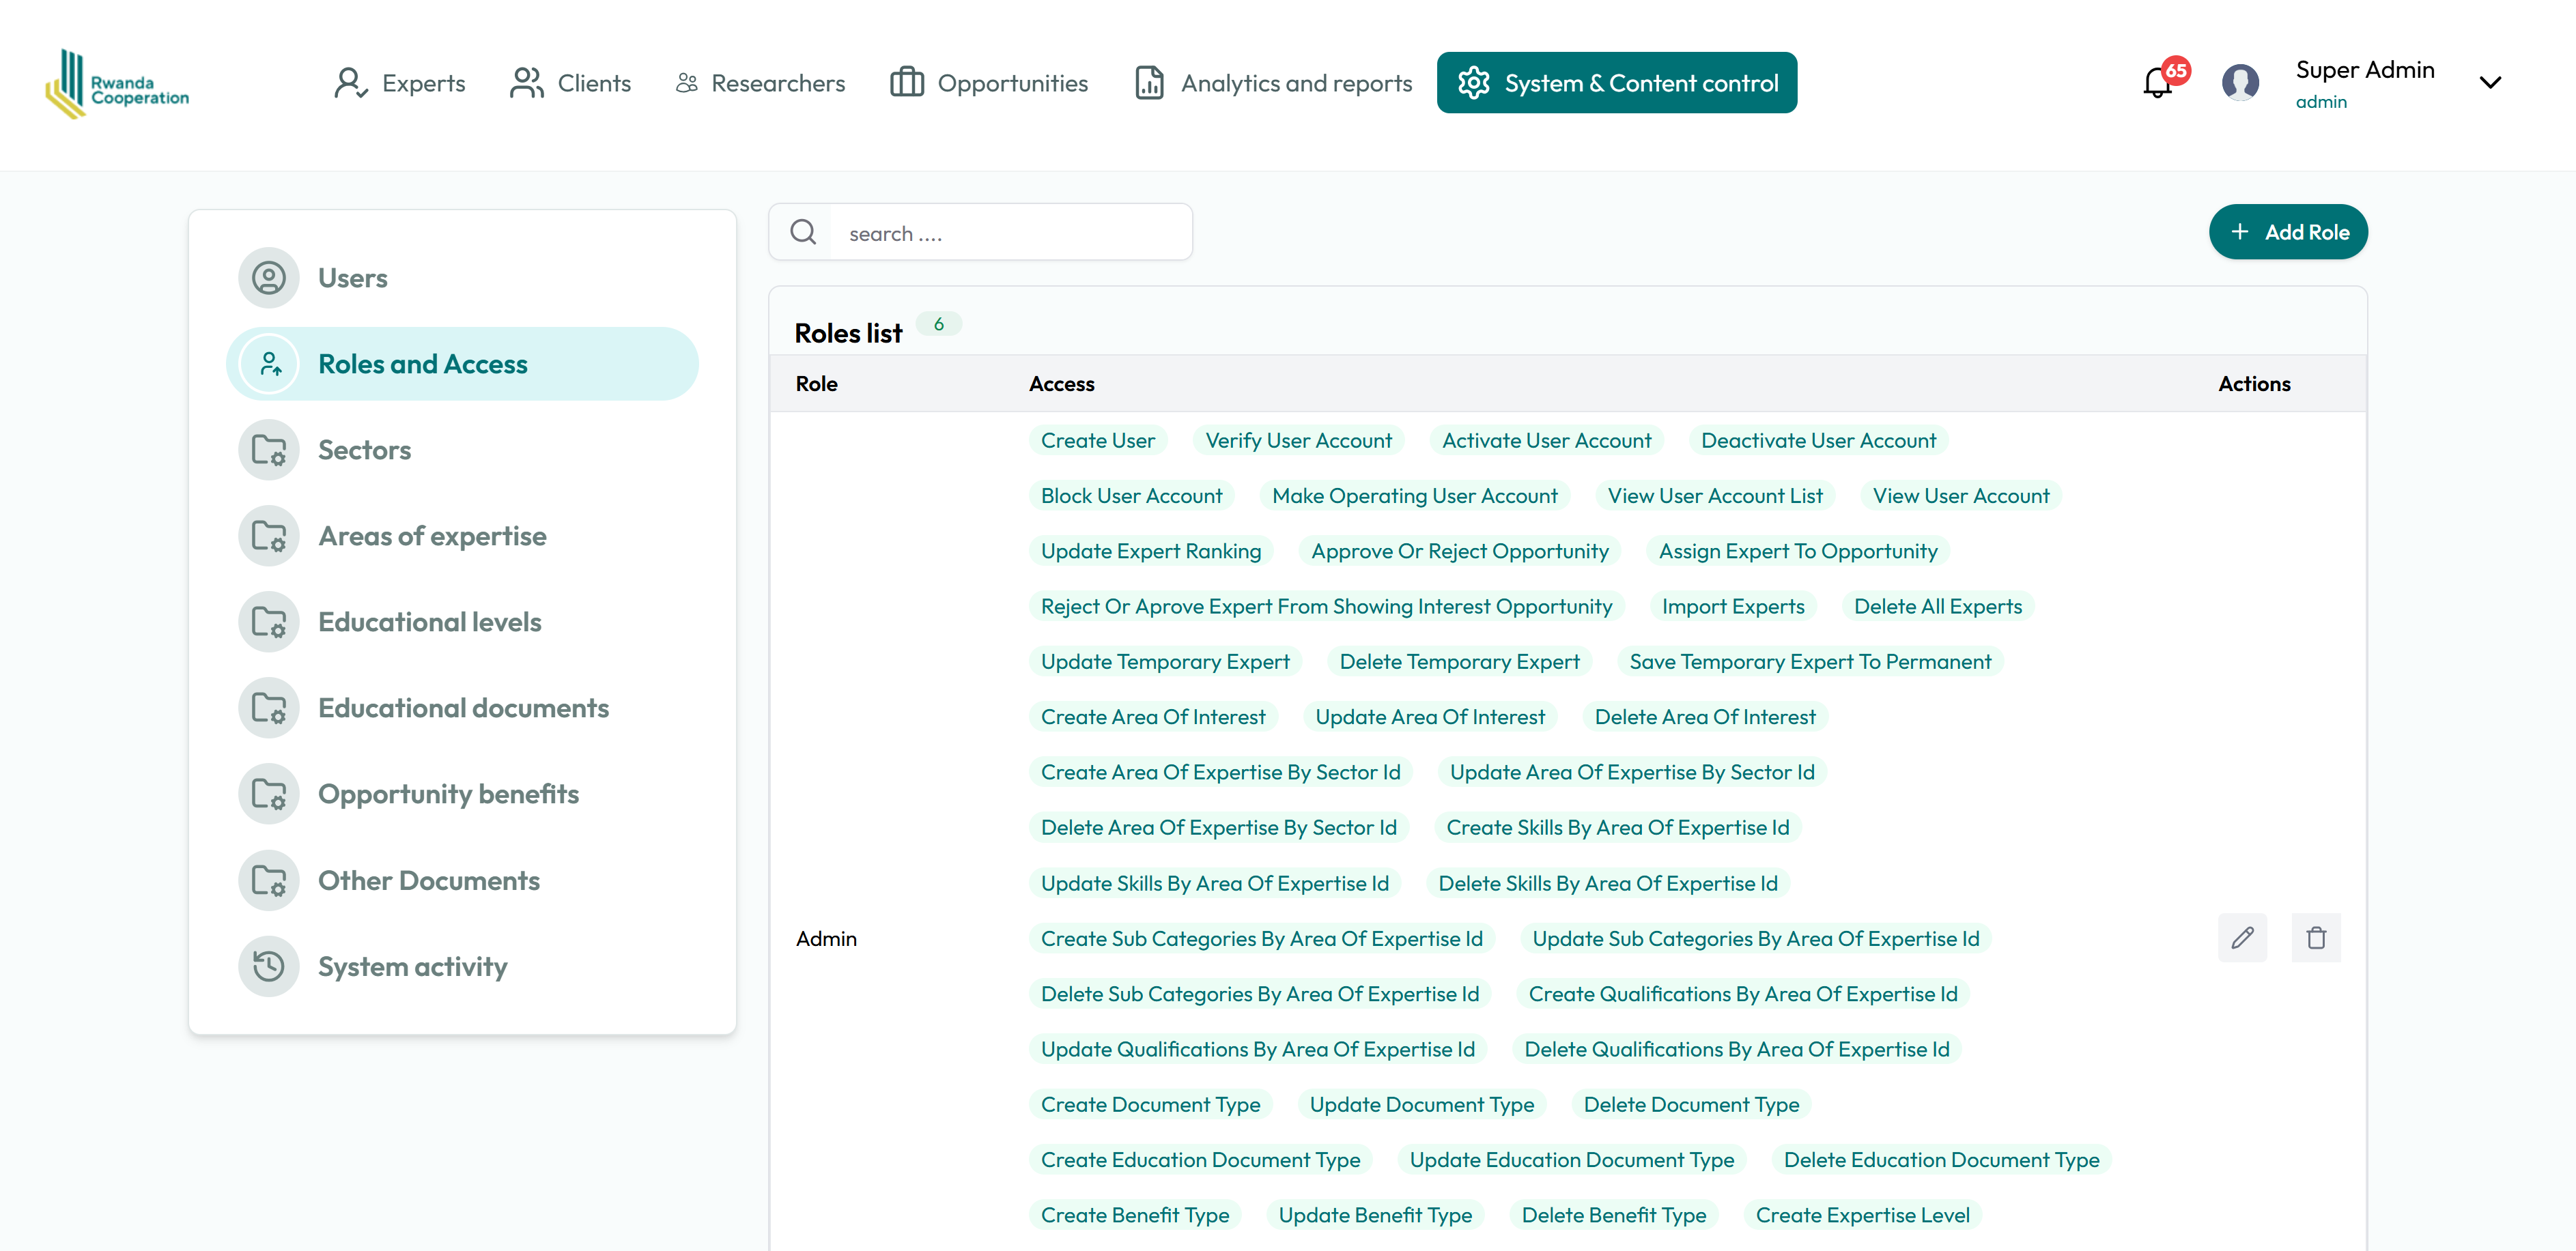 Rwanda
Cooperation
Experts
Clients
Researchers
Opportunities
Analytics and reports
System & Content control
65
Super Admin
admin
Users
Roles and Access
Sectors
Areas of expertise
Educational levels
Educational documents
Opportunity benefits
Other Documents
System activity
search ....
+ Add Role
Roles list 6
Role Access Actions
Create User Verify User Account Activate User Account Deactivate User Account
Block User Account Make Operating User Account View User Account List View User Account
Update Expert Ranking Approve Or Reject Opportunity Assign Expert To Opportunity
Reject Or Aprove Expert From Showing Interest Opportunity Import Experts Delete All Experts
Update Temporary Expert Delete Temporary Expert Save Temporary Expert To Permanent
Create Area Of Interest Update Area Of Interest Delete Area Of Interest
Create Area Of Expertise By Sector Id Update Area Of Expertise By Sector Id
Delete Area Of Expertise By Sector Id Create Skills By Area Of Expertise Id
Update Skills By Area Of Expertise Id Delete Skills By Area Of Expertise Id
Admin Create Sub Categories By Area Of Expertise Id Update Sub Categories By Area Of Expertise Id
Delete Sub Categories By Area Of Expertise Id Create Qualifications By Area Of Expertise Id
Update Qualifications By Area Of Expertise Id Delete Qualifications By Area Of Expertise Id
Create Document Type Update Document Type Delete Document Type
Create Education Document Type Update Education Document Type Delete Education Document Type
Create Benefit Type Update Benefit Type Delete Benefit Type Create Expertise Level